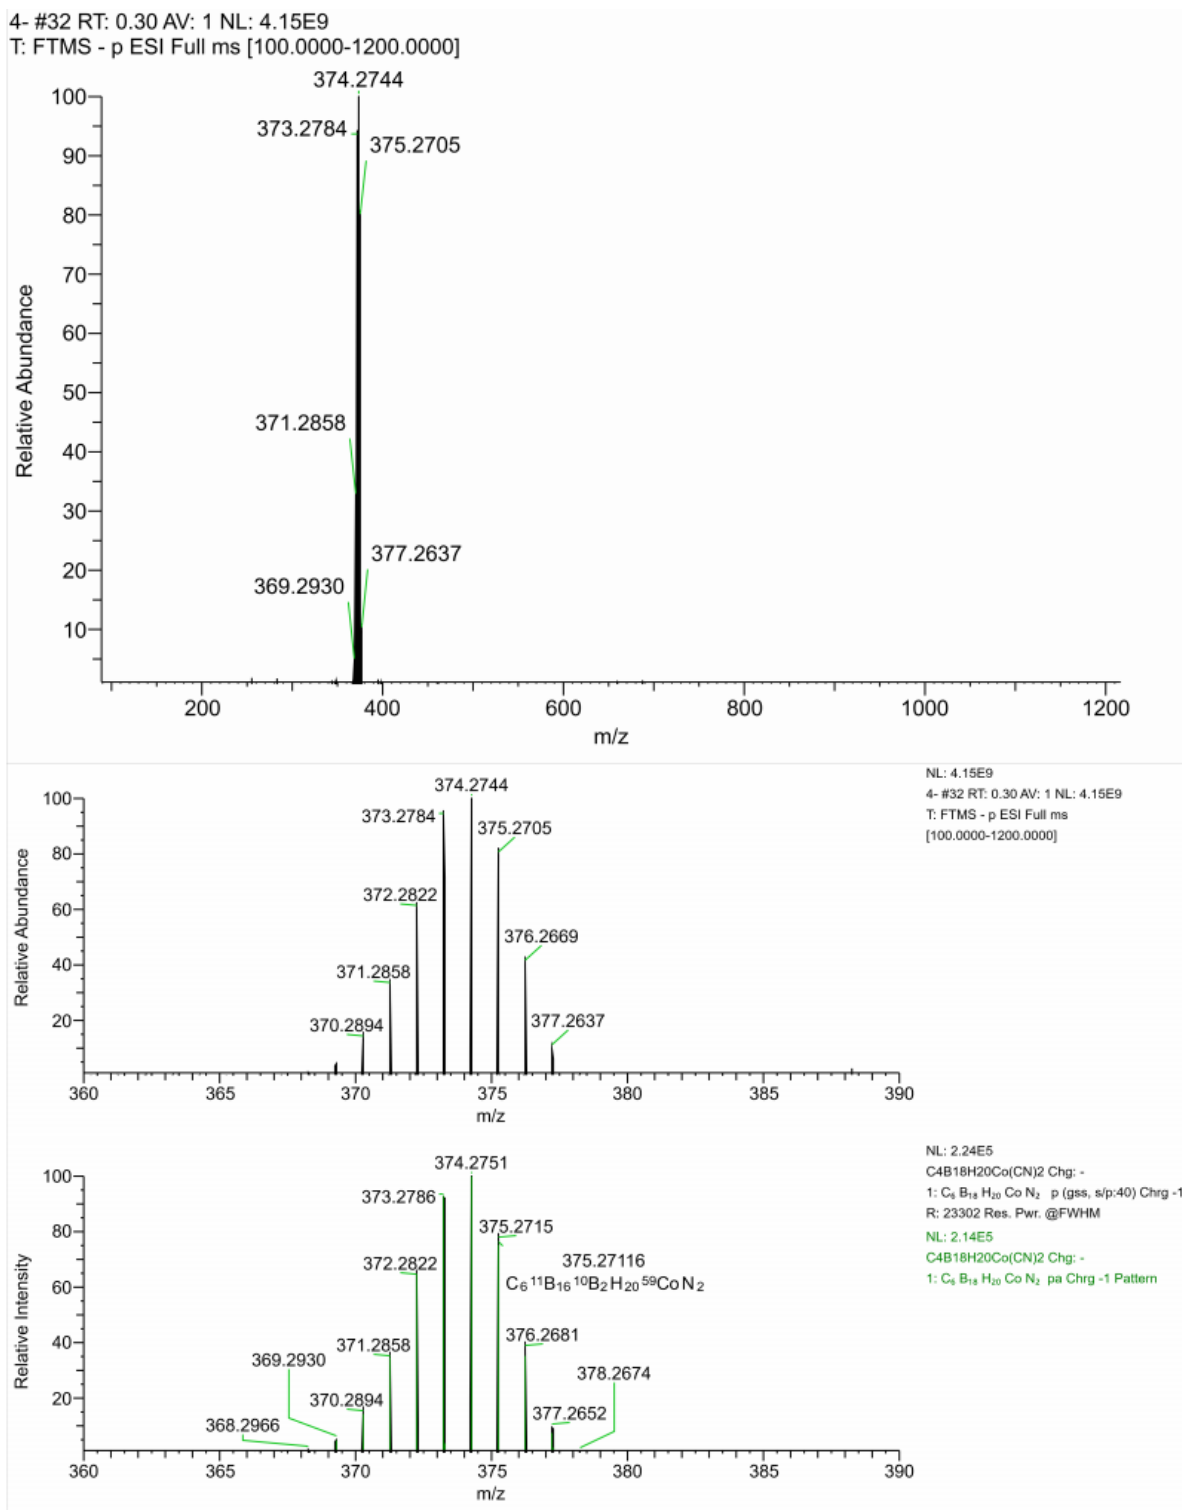 4- #32 RT: 0.30 AV: 1 NL: 4.15E9
T: FTMS - p ESI Full ms [100.0000-1200.0000]
374.2744
373.2784
375.2705
371.2858
377.2637
369.2930
100
90
80
70
60
50
40
30
20
10
Relative Abundance
200 400 600 800 1000 1200
m/z
NL: 4.15E9
4- #32 RT: 0.30 AV: 1 NL: 4.15E9
T: FTMS - p ESI Full ms
[100.0000-1200.0000]
374.2744
373.2784
375.2705
372.2822
376.2669
371.2858
370.2894
377.2637
100
80
60
40
20
Relative Abundance
360 365 370 375 380 385 390
m/z
NL: 2.24E5
C4B18H20Co(CN)2 Chg: -
1: C₆ B₁₈ H₂₀ Co N₂ p (gss, s/p:40) Chrg -1
R: 23302 Res. Pwr. @FWHM
NL: 2.14E5
C4B18H20Co(CN)2 Chg: -
1: C₆ B₁₈ H₂₀ Co N₂ pa Chrg -1 Pattern
374.2751
373.2786
375.2715
372.2822
375.27116
C₆ ¹¹B₁₆ ¹⁰B₂ H₂₀ ⁵⁹Co N₂
376.2681
371.2858
369.2930
378.2674
370.2894
377.2652
368.2966
100
80
60
40
20
Relative Intensity
360 365 370 375 380 385 390
m/z